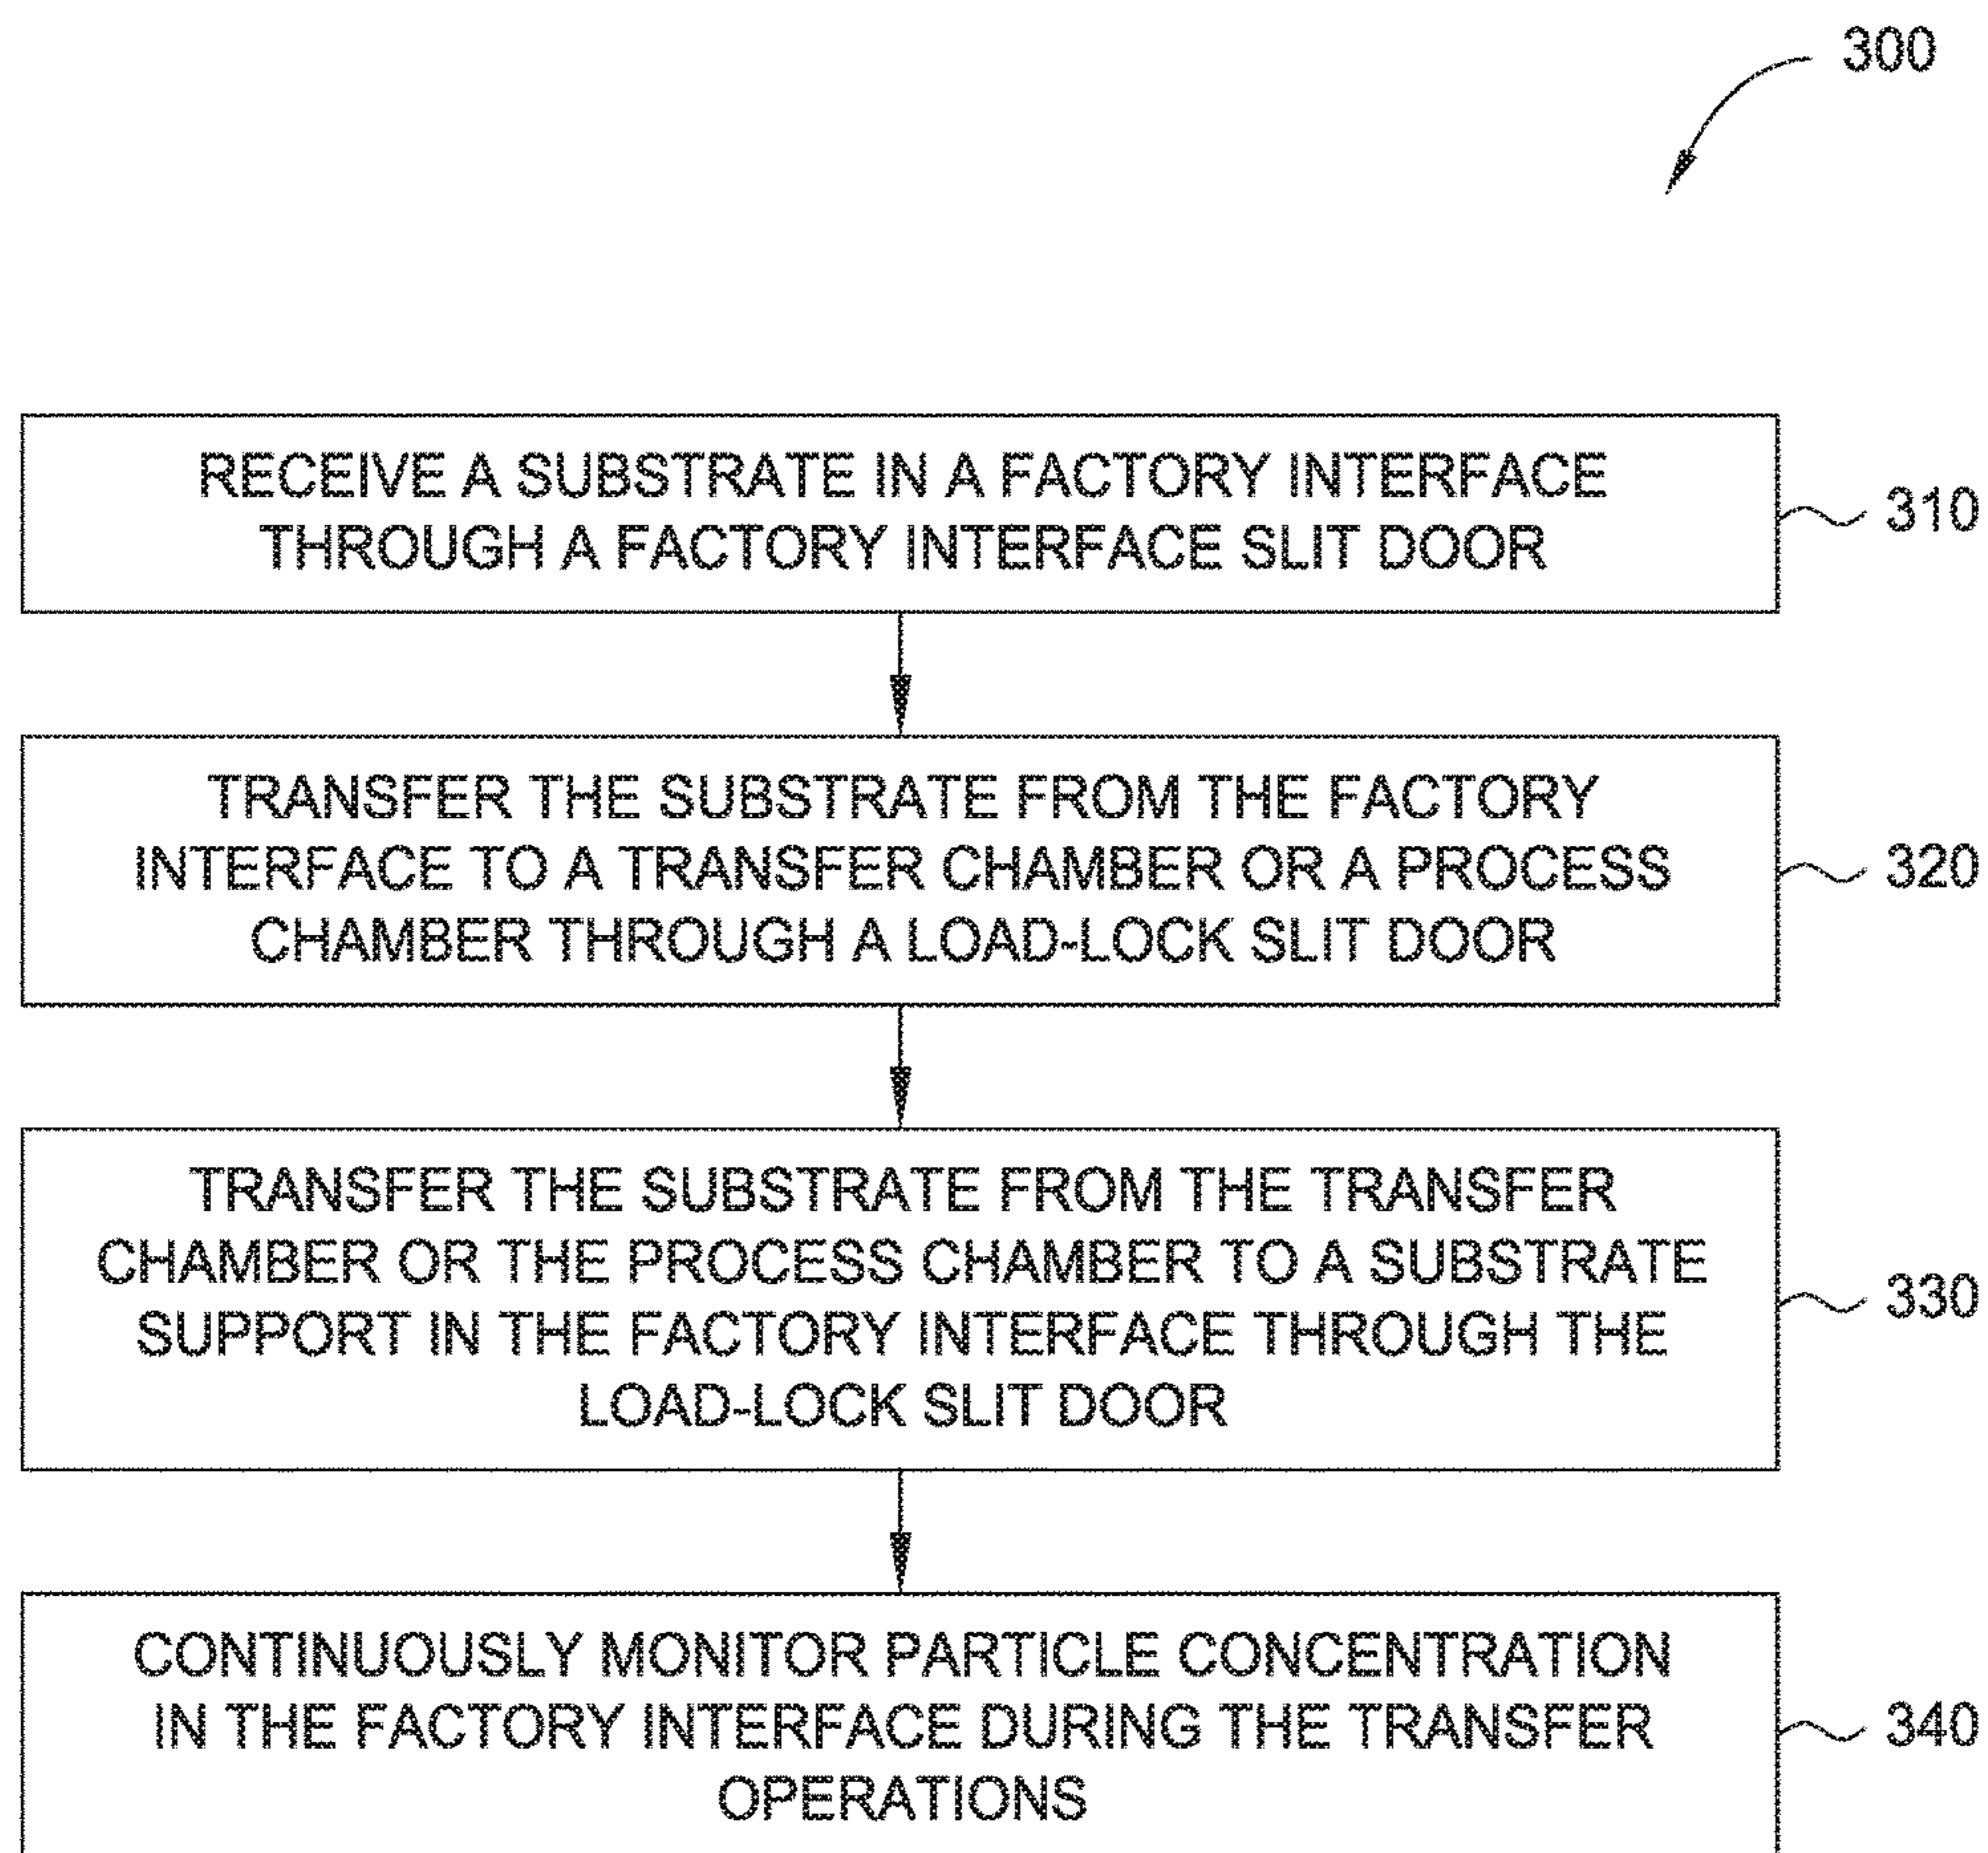 300
RECEIVE A SUBSTRATE IN A FACTORY INTERFACE
THROUGH A FACTORY INTERFACE SLIT DOOR
310
TRANSFER THE SUBSTRATE FROM THE FACTORY
INTERFACE TO A TRANSFER CHAMBER OR A PROCESS
CHAMBER THROUGH A LOAD-LOCK SLIT DOOR
320
TRANSFER THE SUBSTRATE FROM THE TRANSFER
CHAMBER OR THE PROCESS CHAMBER TO A SUBSTRATE
SUPPORT IN THE FACTORY INTERFACE THROUGH THE
LOAD-LOCK SLIT DOOR
330
CONTINUOUSLY MONITOR PARTICLE CONCENTRATION
IN THE FACTORY INTERFACE DURING THE TRANSFER
OPERATIONS
340